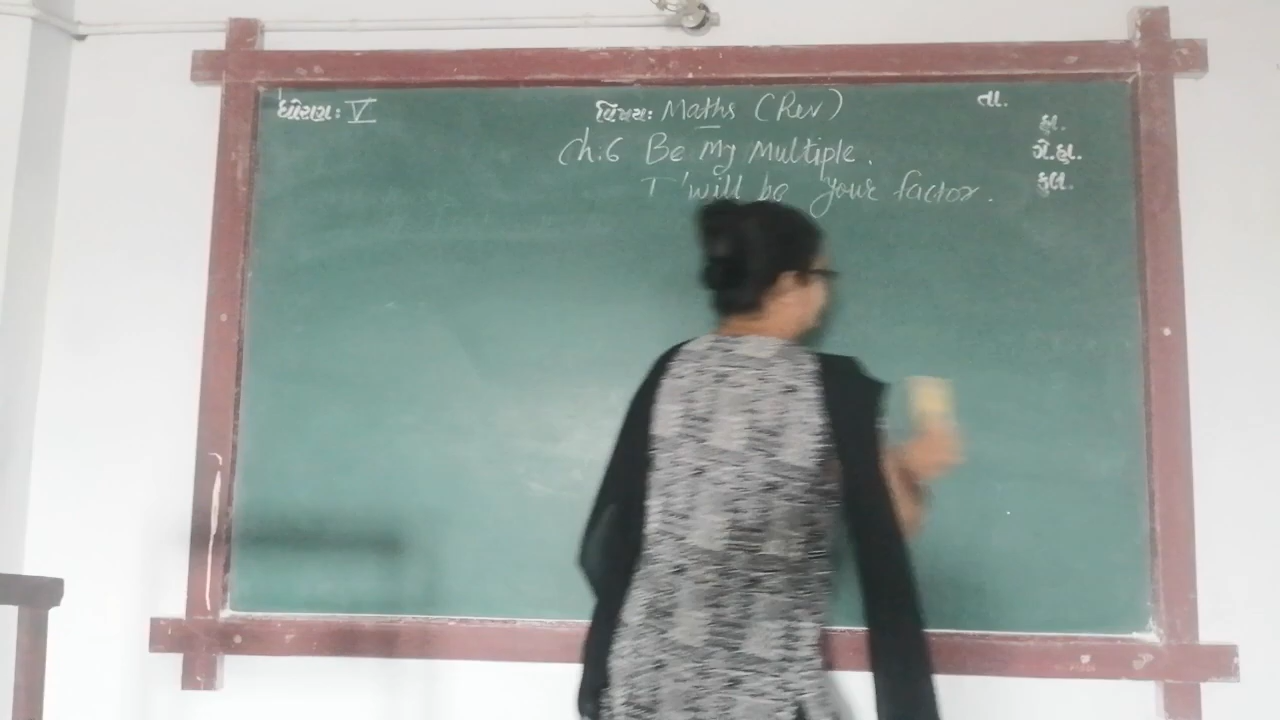 ધોરણ: V વિષય: Maths (Rev) તા.
હા.
Ch:6 Be My Multiple. ગે.હા.
I'will be your factor. કુલ.